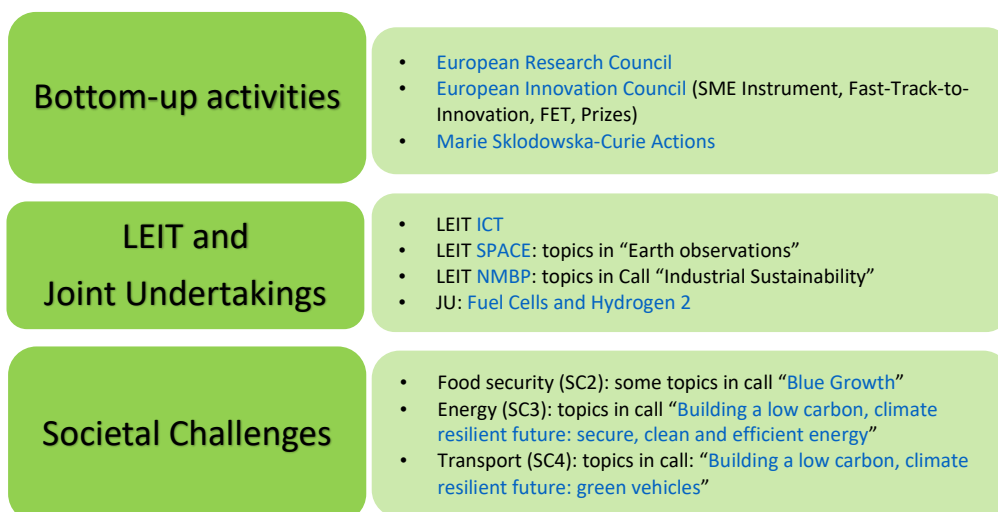 Bottom-up activities
• European Research Council
• European Innovation Council (SME Instrument, Fast-Track-to-
Innovation, FET, Prizes)
• Marie Sklodowska-Curie Actions
LEIT and
Joint Undertakings
• LEIT ICT
• LEIT SPACE: topics in “Earth observations”
• LEIT NMBP: topics in Call “Industrial Sustainability”
• JU: Fuel Cells and Hydrogen 2
Societal Challenges
• Food security (SC2): some topics in call “Blue Growth”
• Energy (SC3): topics in call “Building a low carbon, climate
resilient future: secure, clean and efficient energy”
• Transport (SC4): topics in call: “Building a low carbon, climate
resilient future: green vehicles”